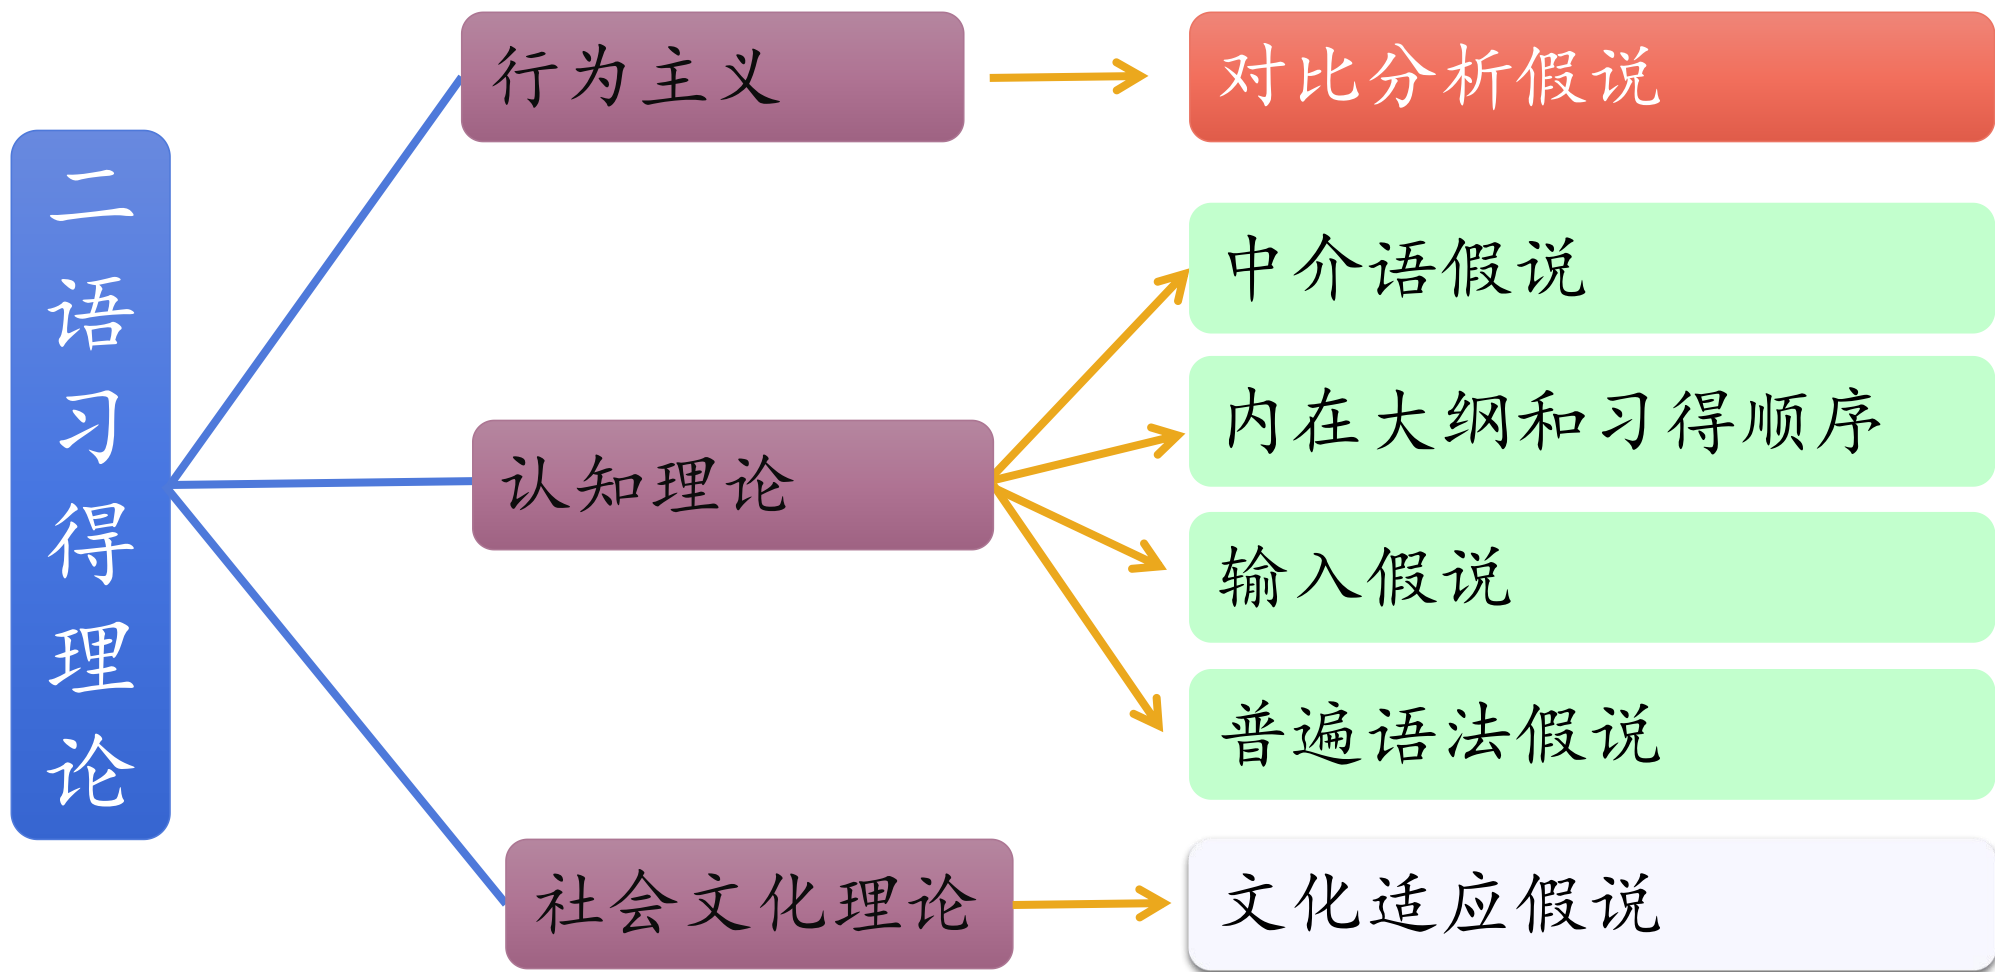 二语习得理论
行为主义
对比分析假说
认知理论
中介语假说
内在大纲和习得顺序
输入假说
普遍语法假说
社会文化理论
文化适应假说